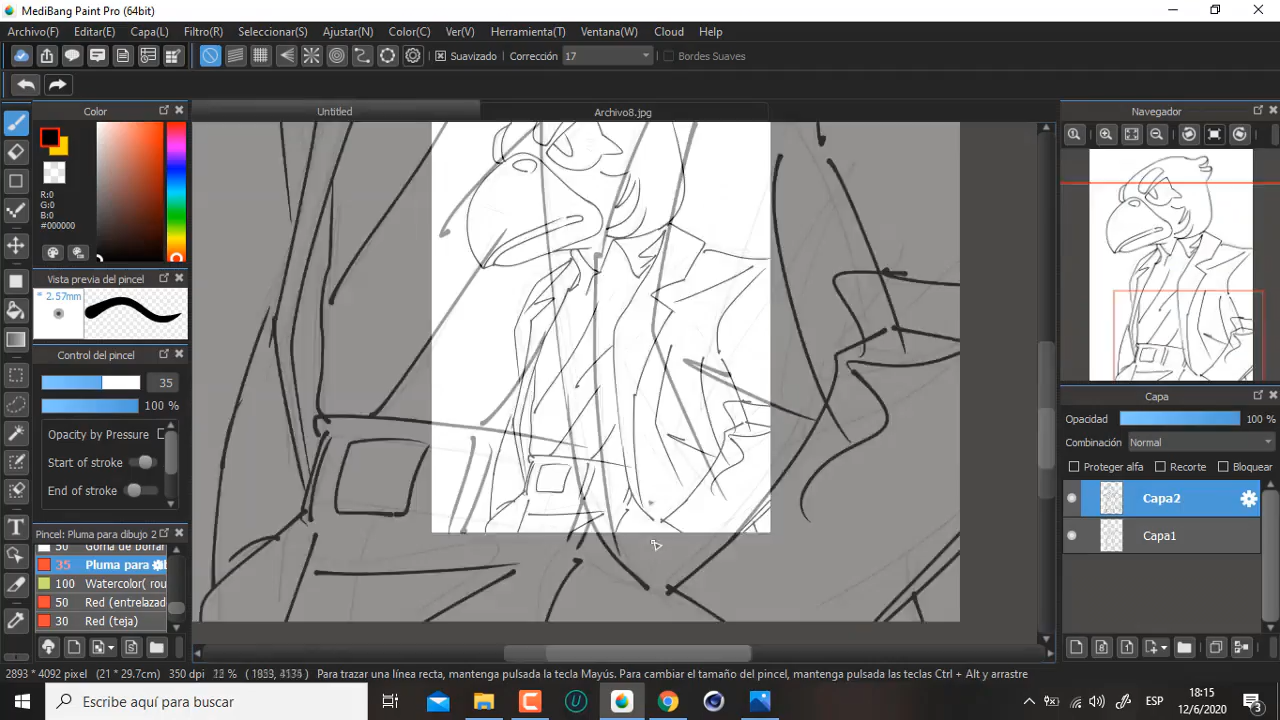 MediBang Paint Pro (64bit)
Archivo(F) Editar(E) Capa(L) Filtro(R) Seleccionar(S) Ajustar(N) Color(C) Ver(V) Herramienta(T) Ventana(W) Cloud Help
Suavizado Corrección 17 Bordes Suaves
Color Untitled Archivo8.jpg Navegador
R:0
G:0
B:0
#000000
Vista previa del pincel
* 2.57mm
Control del pincel
35
100 %
Opacity by Pressure
Start of stroke
End of stroke
Pincel: Pluma para dibujo 2
50 Goma de borrar
35 Pluma para
100 Watercolor( rou
50 Red (entrelazad
30 Red (teja)
Capa
Opacidad 100 %
Combinación Normal
Proteger alfa Recorte Bloquear
Capa2
Capa1
2893 * 4092 pixel (21 * 29.7cm) 350 dpi Para trazar una línea recta, mantenga pulsada la tecla Mayús. Para cambiar el tamaño del pincel, mantenga pulsadas las teclas Ctrl + Alt y arrastre
Escribe aquí para buscar
ESP
18:15
12/6/2020
3